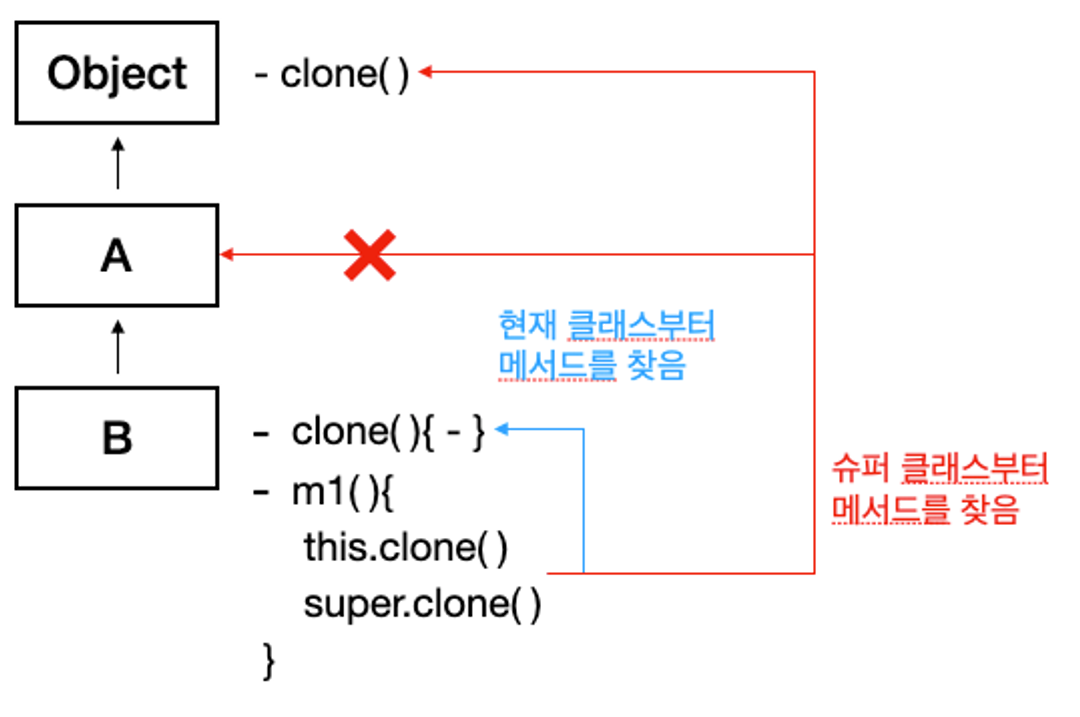 Object
- clone( )
A
현재 클래스부터
메서드를 찾음
B
- clone( ){ - }
- m1( ){
this.clone( )
super.clone( )
}
슈퍼 클래스부터
메서드를 찾음